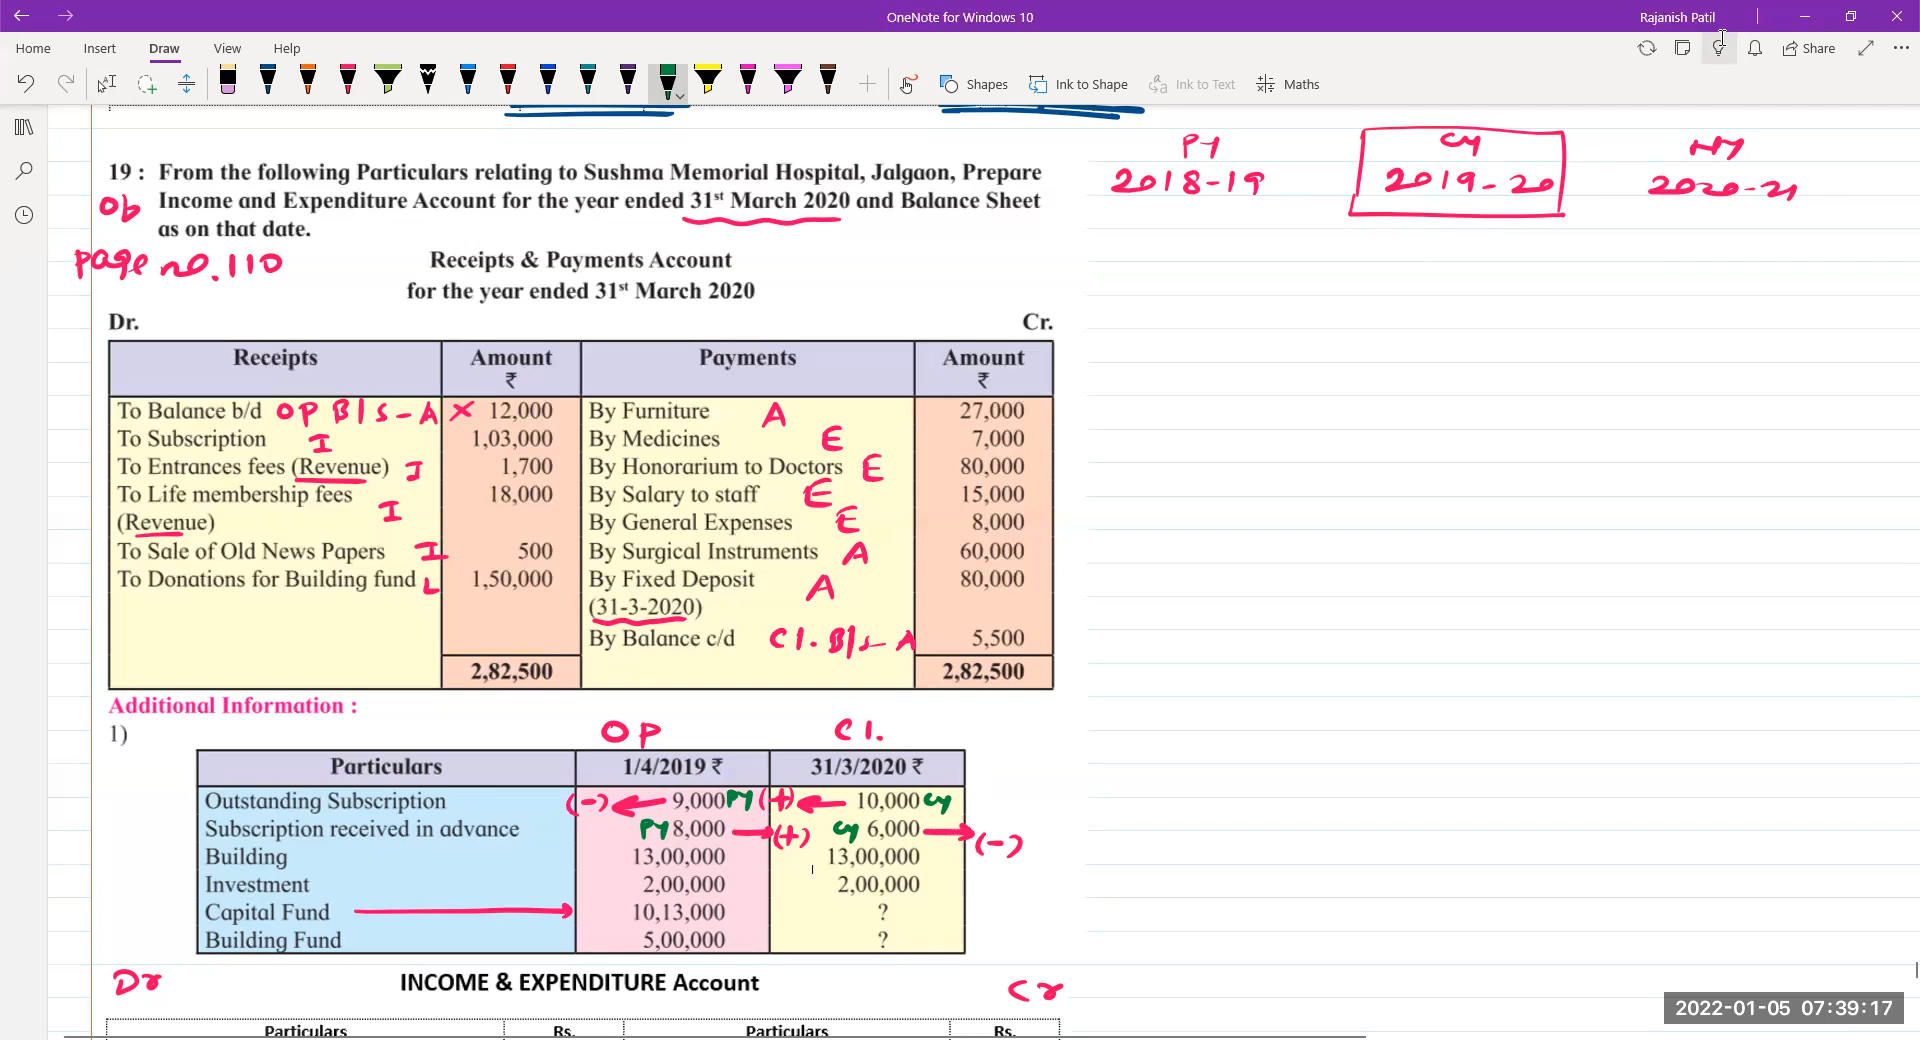 OneNote for Windows 10
Rajanish Patil
Home Insert Draw View Help
Share
Shapes Ink to Shape Ink to Text Maths
PY CY NY
2018-19 2019-20 2020-21
19 : From the following Particulars relating to Sushma Memorial Hospital, Jalgaon, Prepare
Ob Income and Expenditure Account for the year ended 31st March 2020 and Balance Sheet
as on that date.
Page no. 110
Receipts & Payments Account
for the year ended 31st March 2020
Dr. Cr.
Receipts Amount ₹ Payments Amount ₹
To Balance b/d OP B/S-A × 12,000 By Furniture A 27,000
To Subscription I 1,03,000 By Medicines E 7,000
To Entrances fees (Revenue) I 1,700 By Honorarium to Doctors E 80,000
To Life membership fees 18,000 By Salary to staff E 15,000
(Revenue) I By General Expenses E 8,000
To Sale of Old News Papers I 500 By Surgical Instruments A 60,000
To Donations for Building fund L 1,50,000 By Fixed Deposit A 80,000
(31-3-2020)
By Balance c/d Cl. B/S-A 5,500
2,82,500 2,82,500
Additional Information :
1) OP Cl.
Particulars 1/4/2019 ₹ 31/3/2020 ₹
Outstanding Subscription (-) 9,000 PY (+) 10,000 CY
Subscription received in advance PY 8,000 (+) CY 6,000 (-)
Building 13,00,000 13,00,000
Investment 2,00,000 2,00,000
Capital Fund 10,13,000 ?
Building Fund 5,00,000 ?
Dr INCOME & EXPENDITURE Account Cr
Particulars Rs. Particulars Rs.
2022-01-05 07:39:17